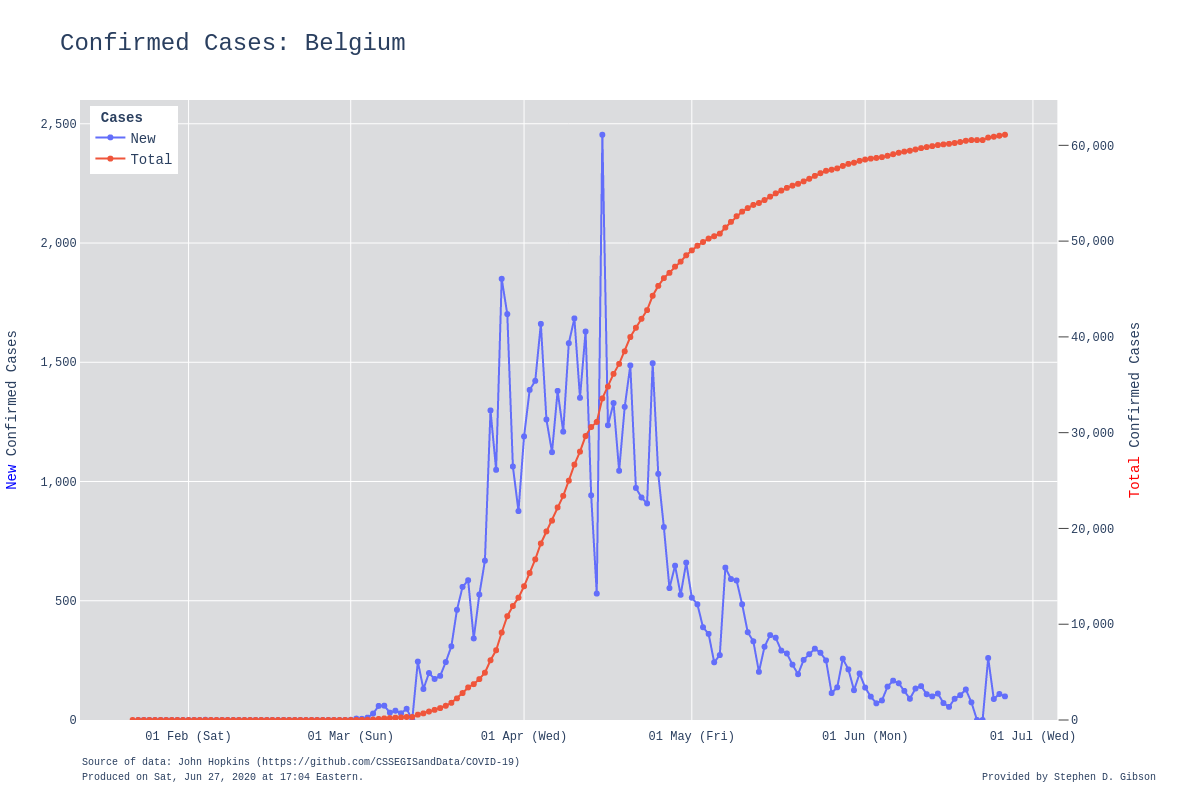 Confirmed Cases: Belgium
Cases
New
Total
2,500
2,000
1,500
1,000
500
0
New Confirmed Cases
60,000
50,000
40,000
30,000
20,000
10,000
0
Total Confirmed Cases
01 Feb (Sat)
01 Mar (Sun)
01 Apr (Wed)
01 May (Fri)
01 Jun (Mon)
01 Jul (Wed)
Source of data: John Hopkins (https://github.com/CSSEGISandData/COVID-19)
Produced on Sat, Jun 27, 2020 at 17:04 Eastern.
Provided by Stephen D. Gibson